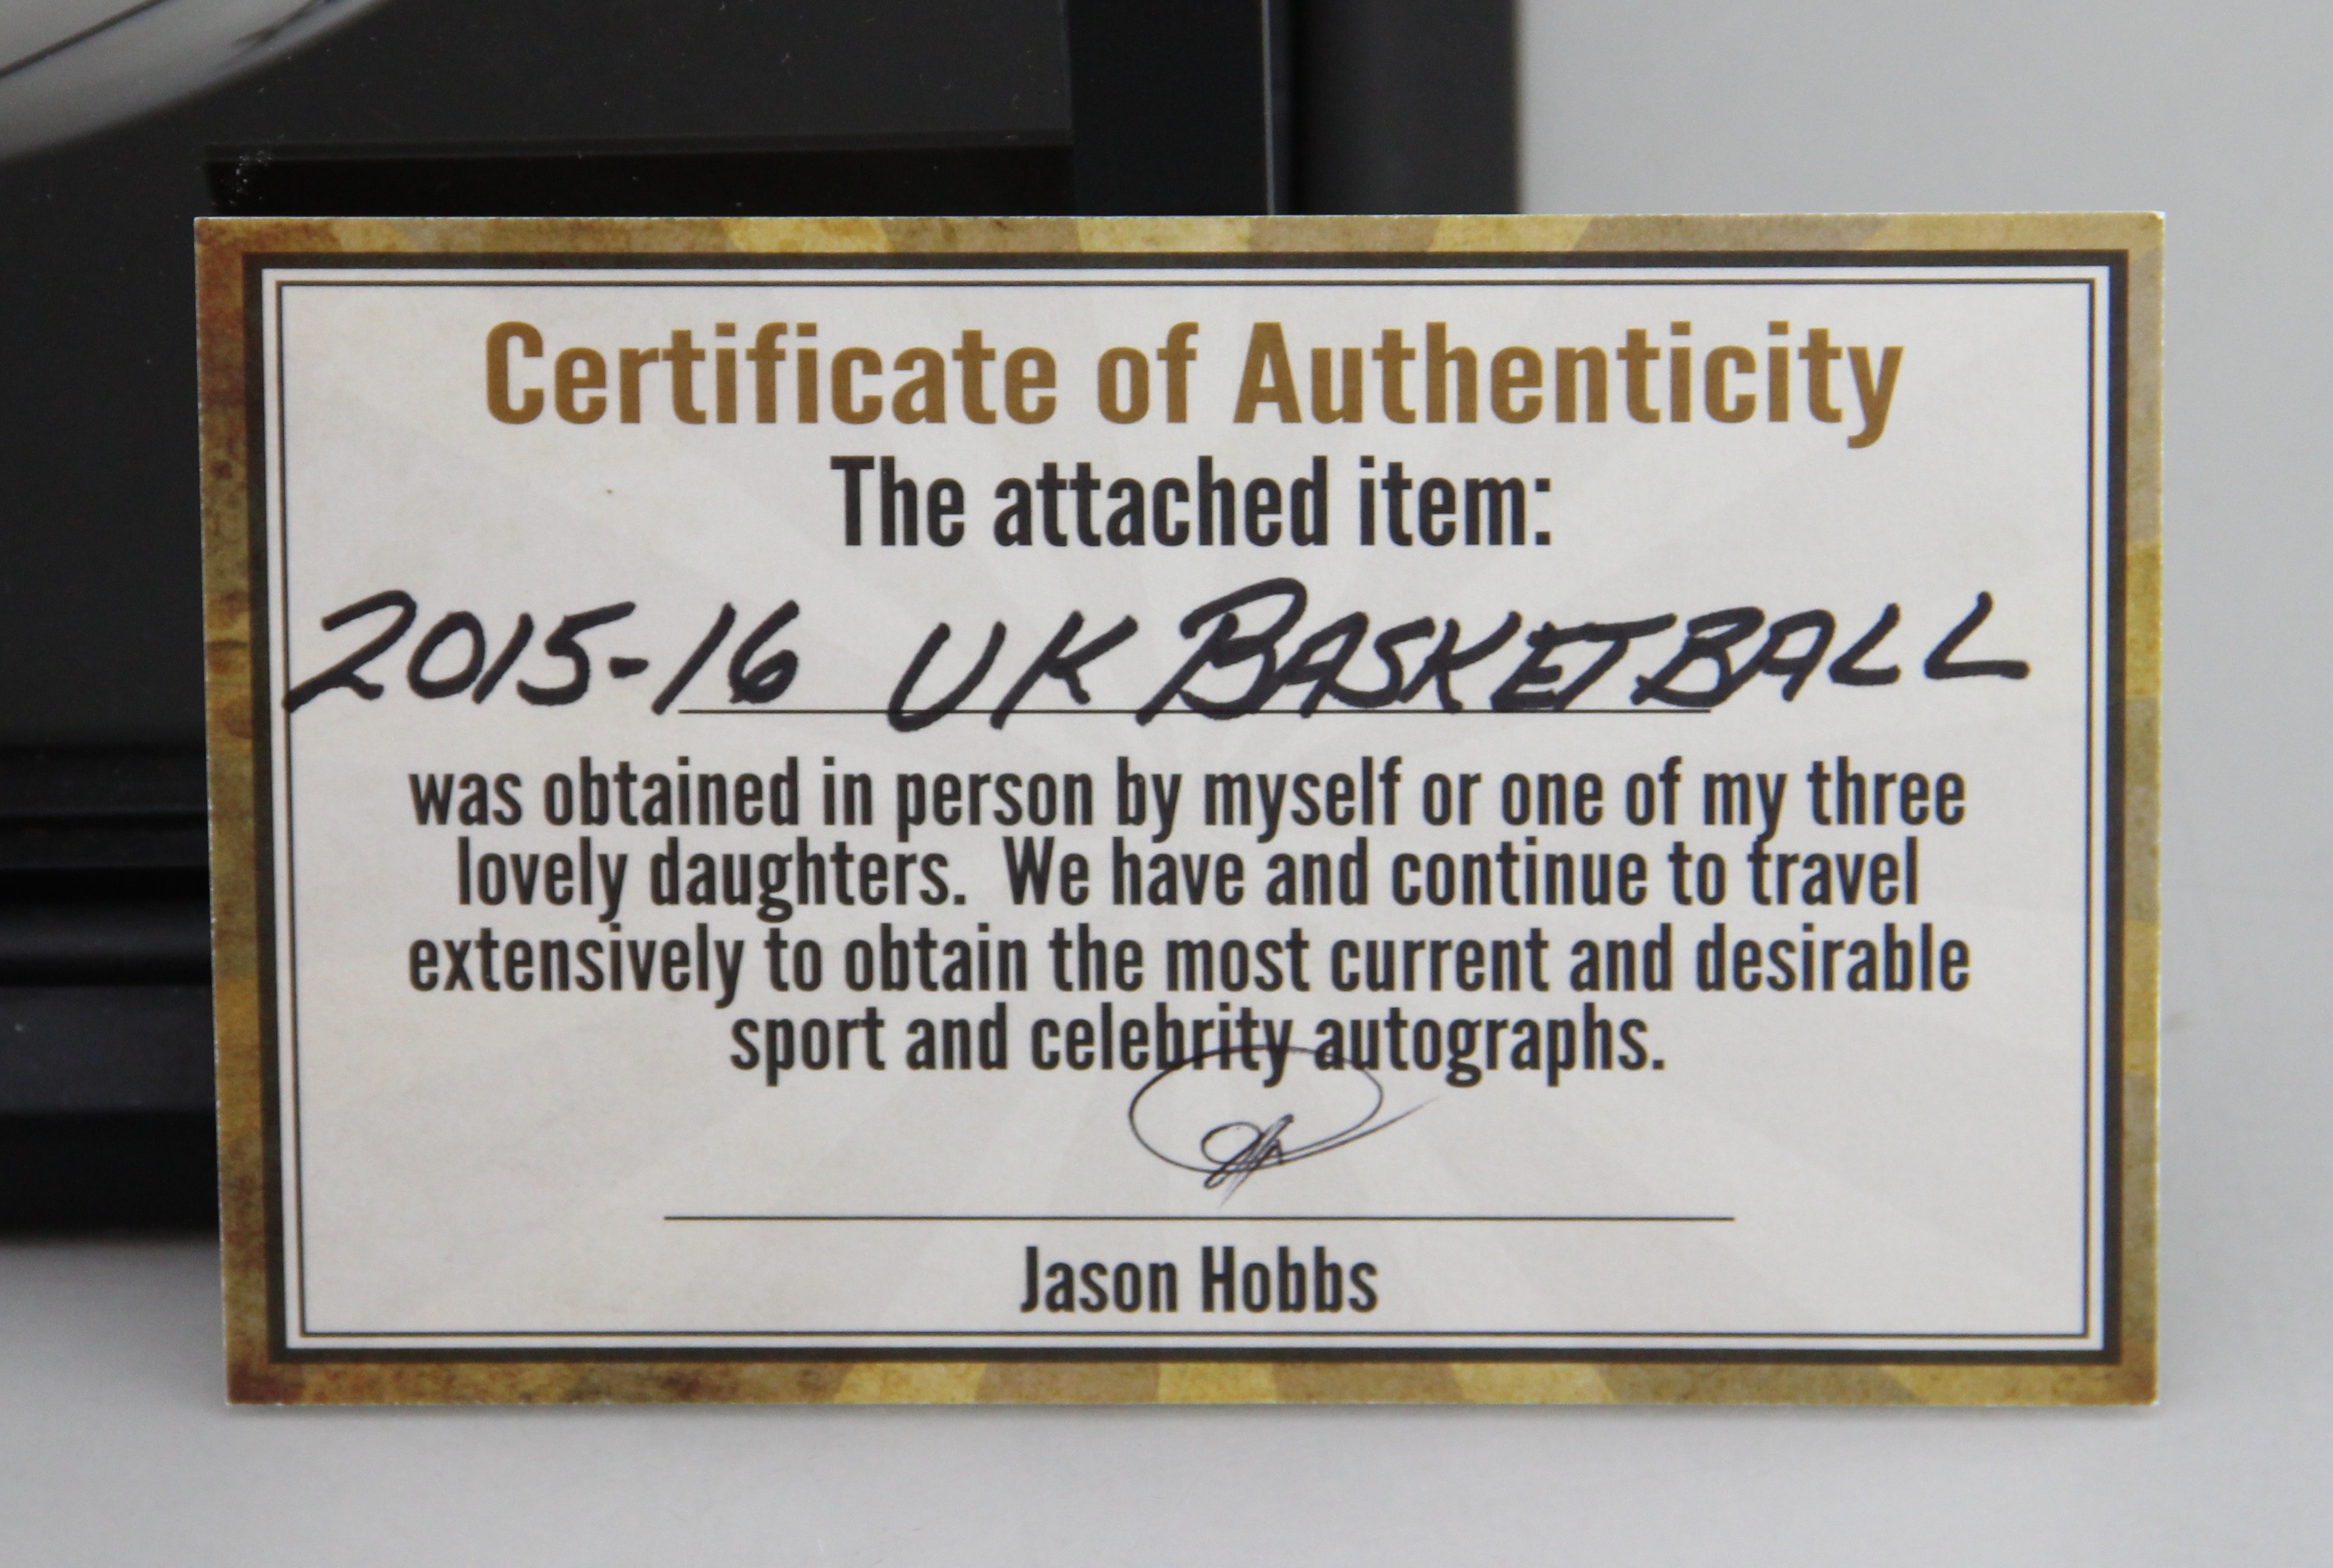 Certificate of Authenticity
The attached item:
2015-16 UK BASKETBALL
was obtained in person by myself or one of my three
lovely daughters. We have and continue to travel
extensively to obtain the most current and desirable
sport and celebrity autographs.
Jason Hobbs